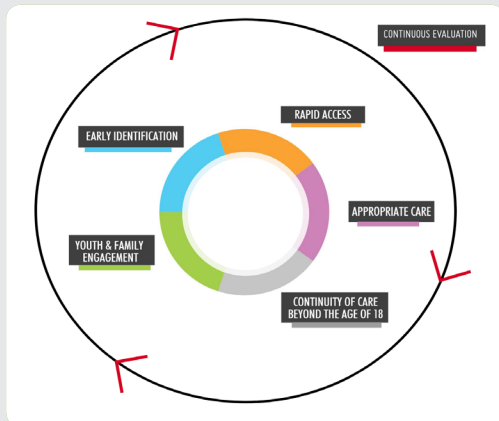 CONTINUOUS EVALUATION
RAPID ACCESS
EARLY IDENTIFICATION
APPROPRIATE CARE
YOUTH & FAMILY
ENGAGEMENT
CONTINUITY OF CARE
BEYOND THE AGE OF 18